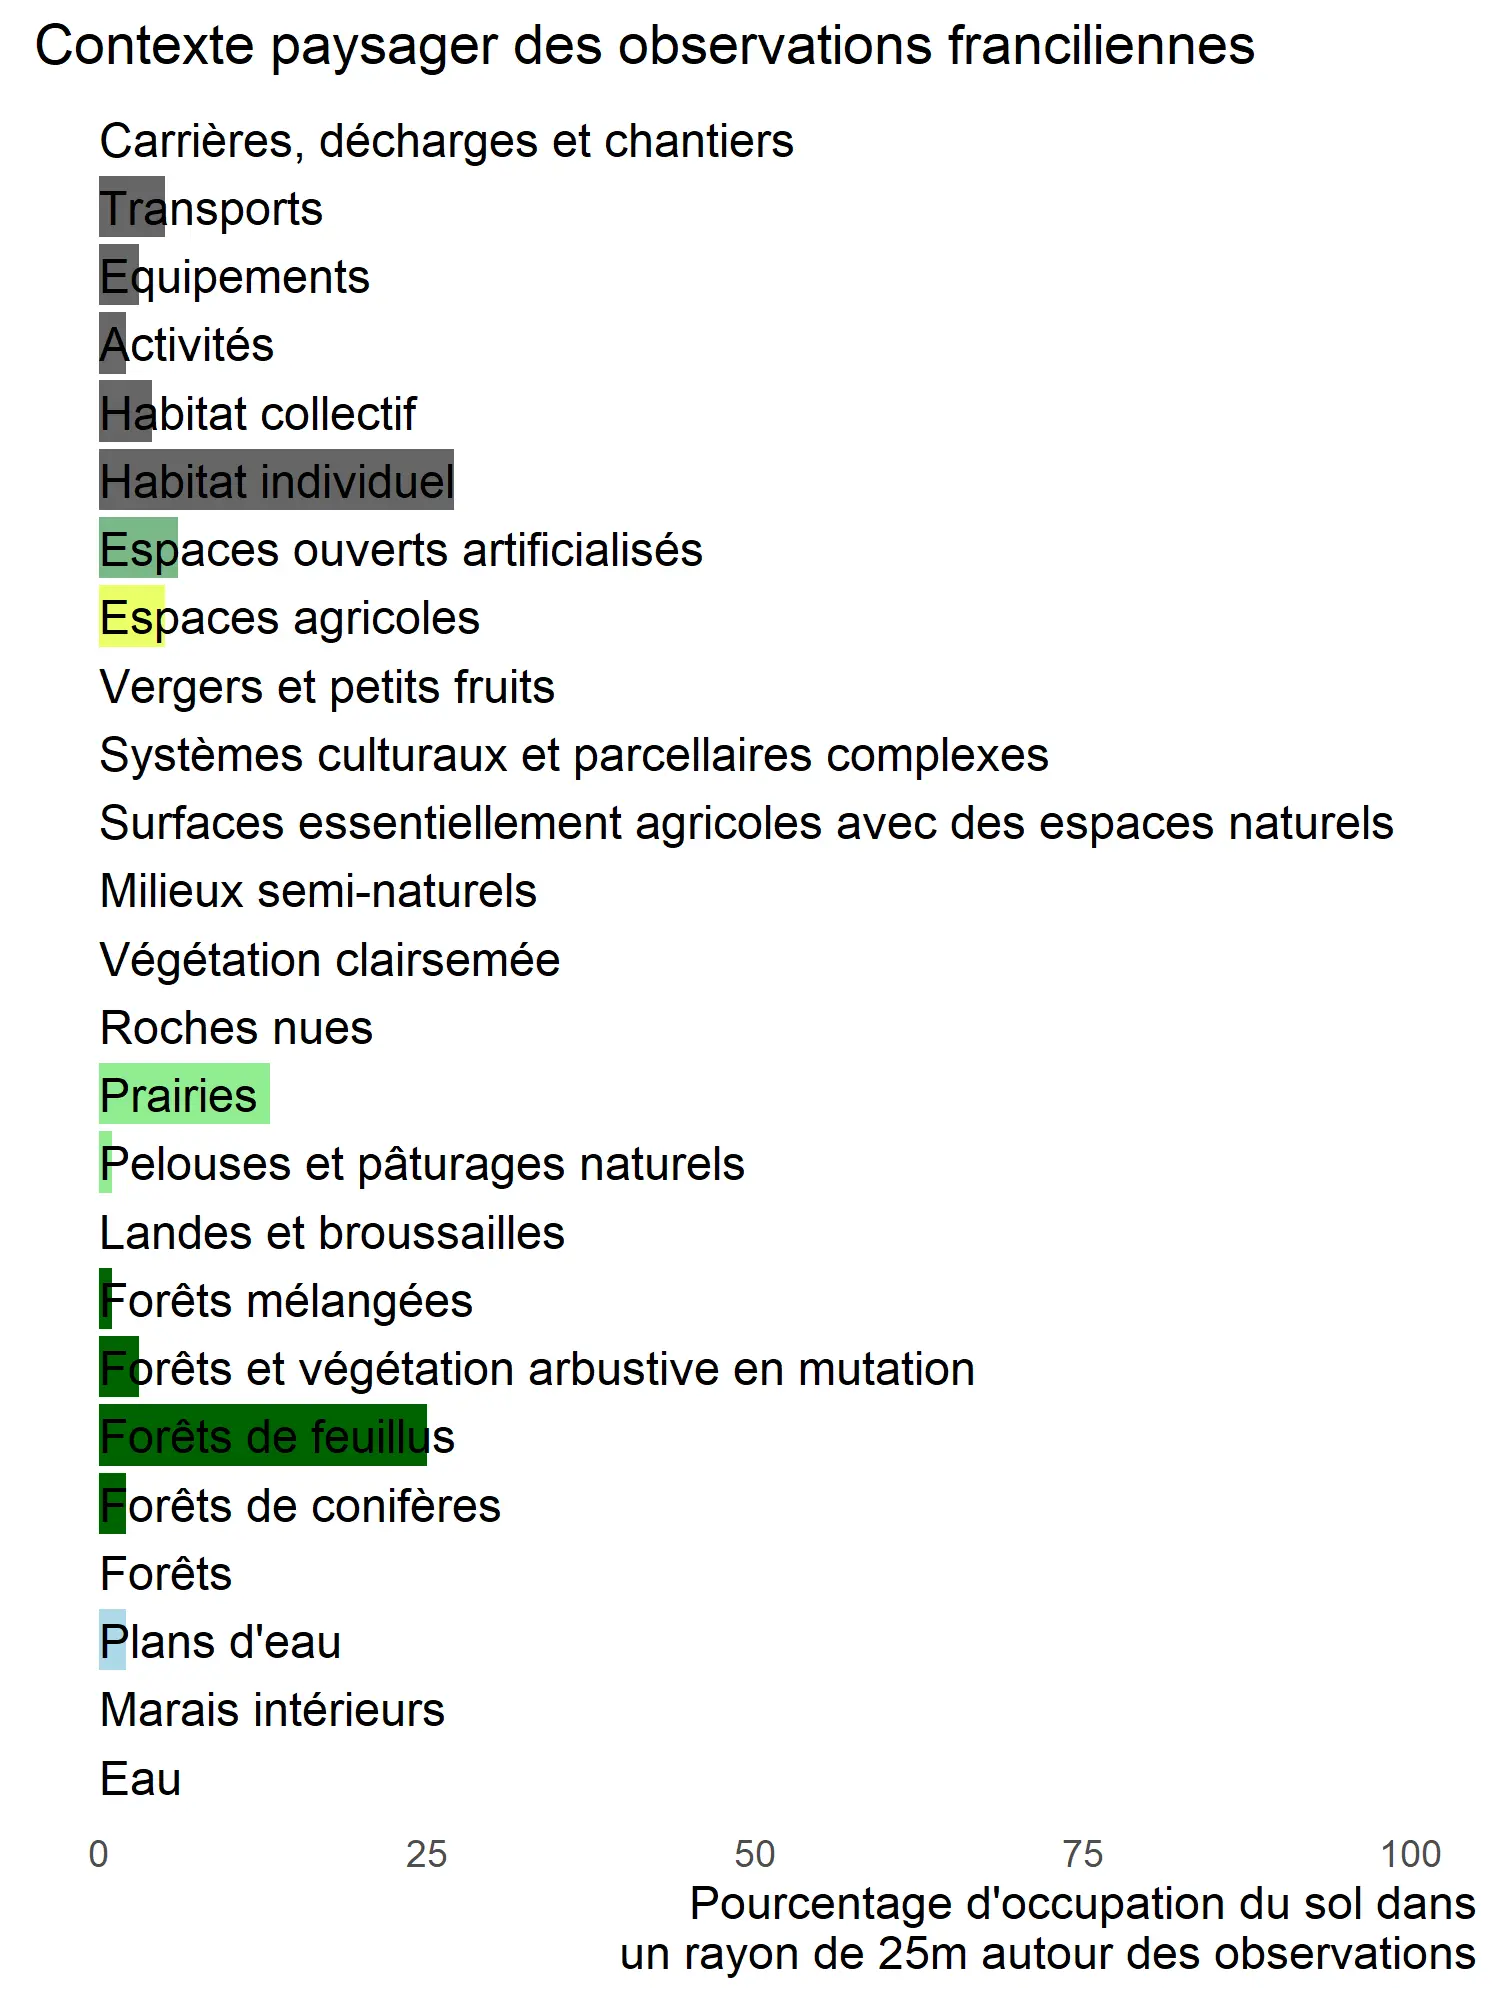 Contexte paysager des observations franciliennes
Carrières, décharges et chantiers
Transports
Equipements
Activités
Habitat collectif
Habitat individuel
Espaces ouverts artificialisés
Espaces agricoles
Vergers et petits fruits
Systèmes culturaux et parcellaires complexes
Surfaces essentiellement agricoles avec des espaces naturels
Milieux semi-naturels
Végétation clairsemée
Roches nues
Prairies
Pelouses et pâturages naturels
Landes et broussailles
Forêts mélangées
Forêts et végétation arbustive en mutation
Forêts de feuillus
Forêts de conifères
Forêts
Plans d'eau
Marais intérieurs
Eau
0 25 50 75 100
Pourcentage d'occupation du sol dans
un rayon de 25m autour des observations